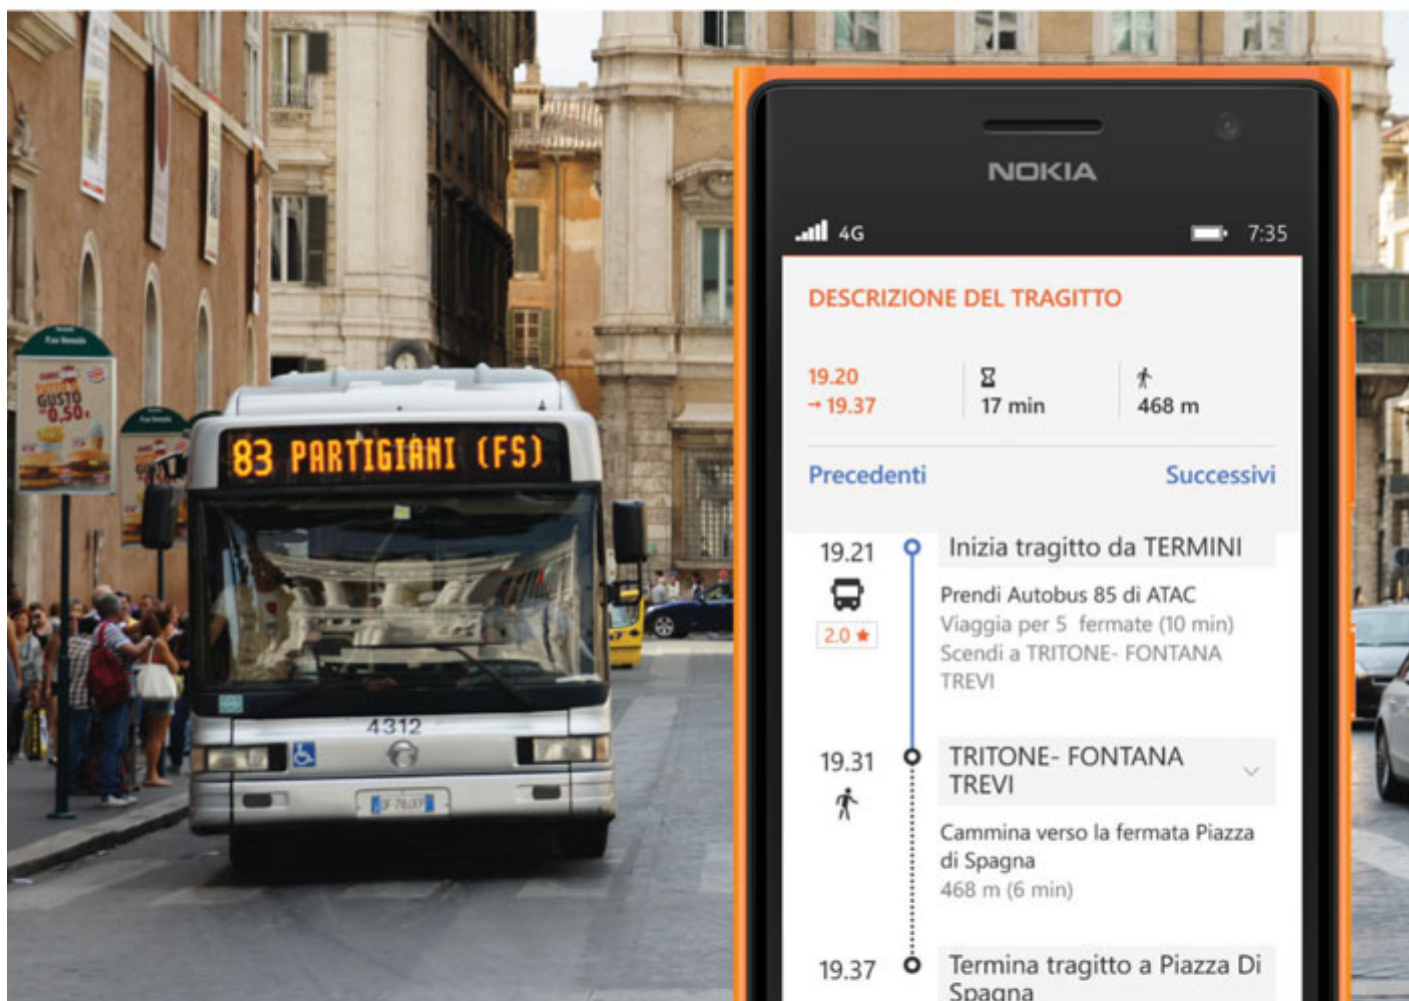 P.za Venezia
GUSTO
0,50€
83 PARTIGIANI (FS)
4312
NOKIA
4G
7:35
DESCRIZIONE DEL TRAGITTO
19.20
→ 19.37
17 min
468 m
Precedenti
Successivi
19.21
Inizia tragitto da TERMINI
Prendi Autobus 85 di ATAC
Viaggia per 5 fermate (10 min)
Scendi a TRITONE- FONTANA
TREVI
2.0 ★
19.31
TRITONE- FONTANA
TREVI
Cammina verso la fermata Piazza
di Spagna
468 m (6 min)
19.37
Termina tragitto a Piazza Di
Spagna